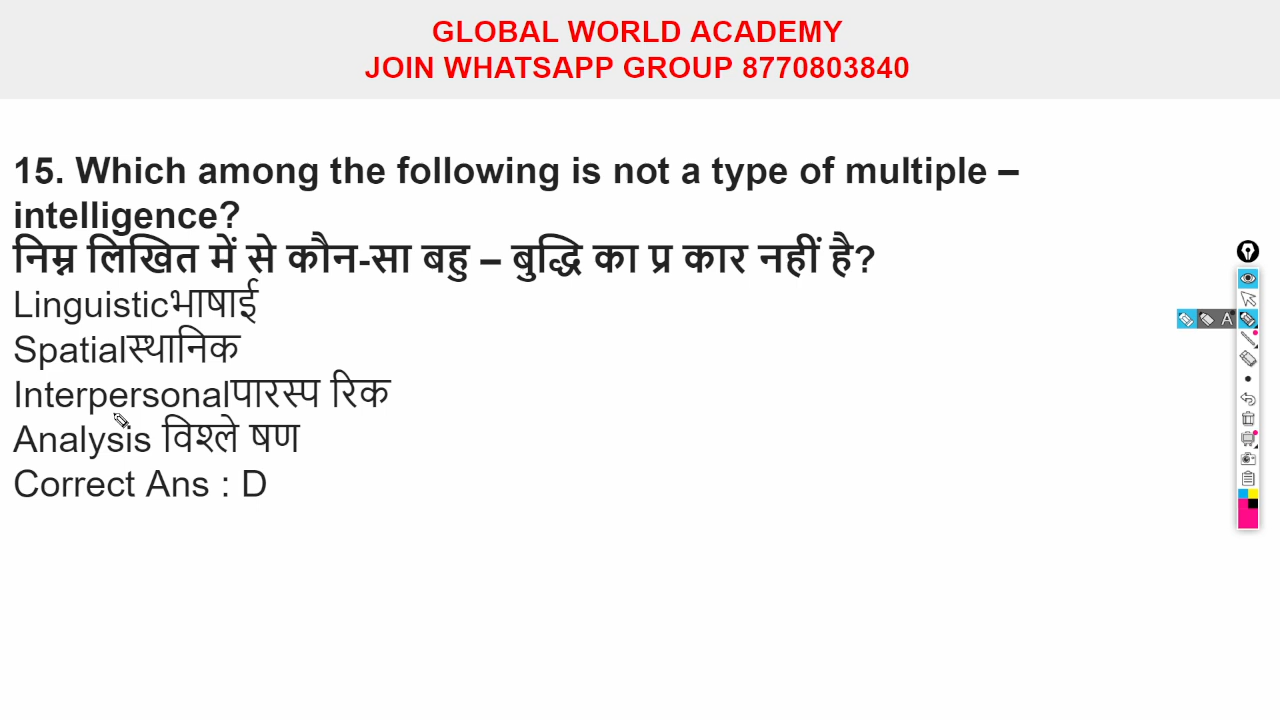 GLOBAL WORLD ACADEMY
JOIN WHATSAPP GROUP 8770803840
15. Which among the following is not a type of multiple –
intelligence?
निम्न लिखित में से कौन-सा बहु – बुद्धि का प्र कार नहीं है?
Linguisticभाषाई
Spatialस्थानिक
Interpersonalपारस्प रिक
Analysis विश्ले षण
Correct Ans : D
A